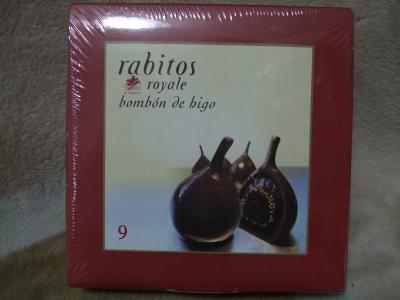 rabitos
royale
bombón de higo
9